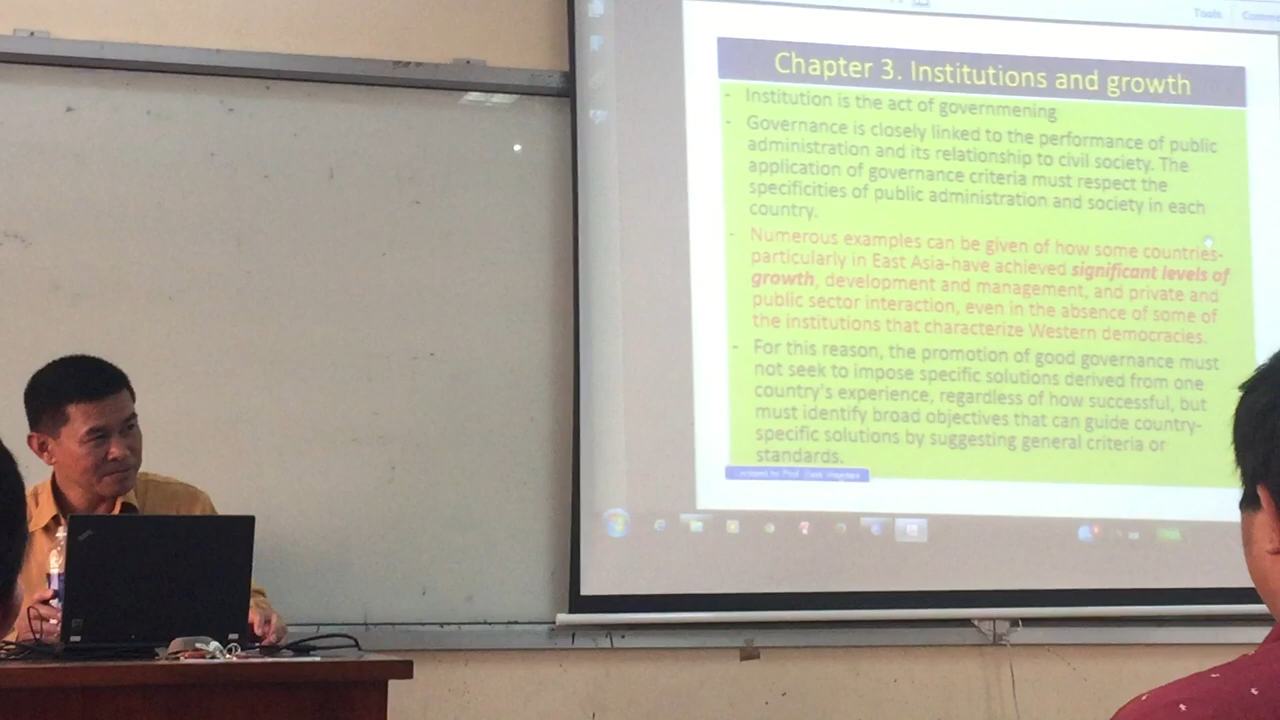 Tools
Chapter 3. Institutions and growth
- Institution is the act of governmening
- Governance is closely linked to the performance of public
administration and its relationship to civil society. The
application of governance criteria must respect the
specificities of public administration and society in each
country.
- Numerous examples can be given of how some countries-
particularly in East Asia-have achieved significant levels of
growth, development and management, and private and
public sector interaction, even in the absence of some of
the institutions that characterize Western democracies.
- For this reason, the promotion of good governance must
not seek to impose specific solutions derived from one
country's experience, regardless of how successful, but
must identify broad objectives that can guide country-
specific solutions by suggesting general criteria or
standards.
by Prof.